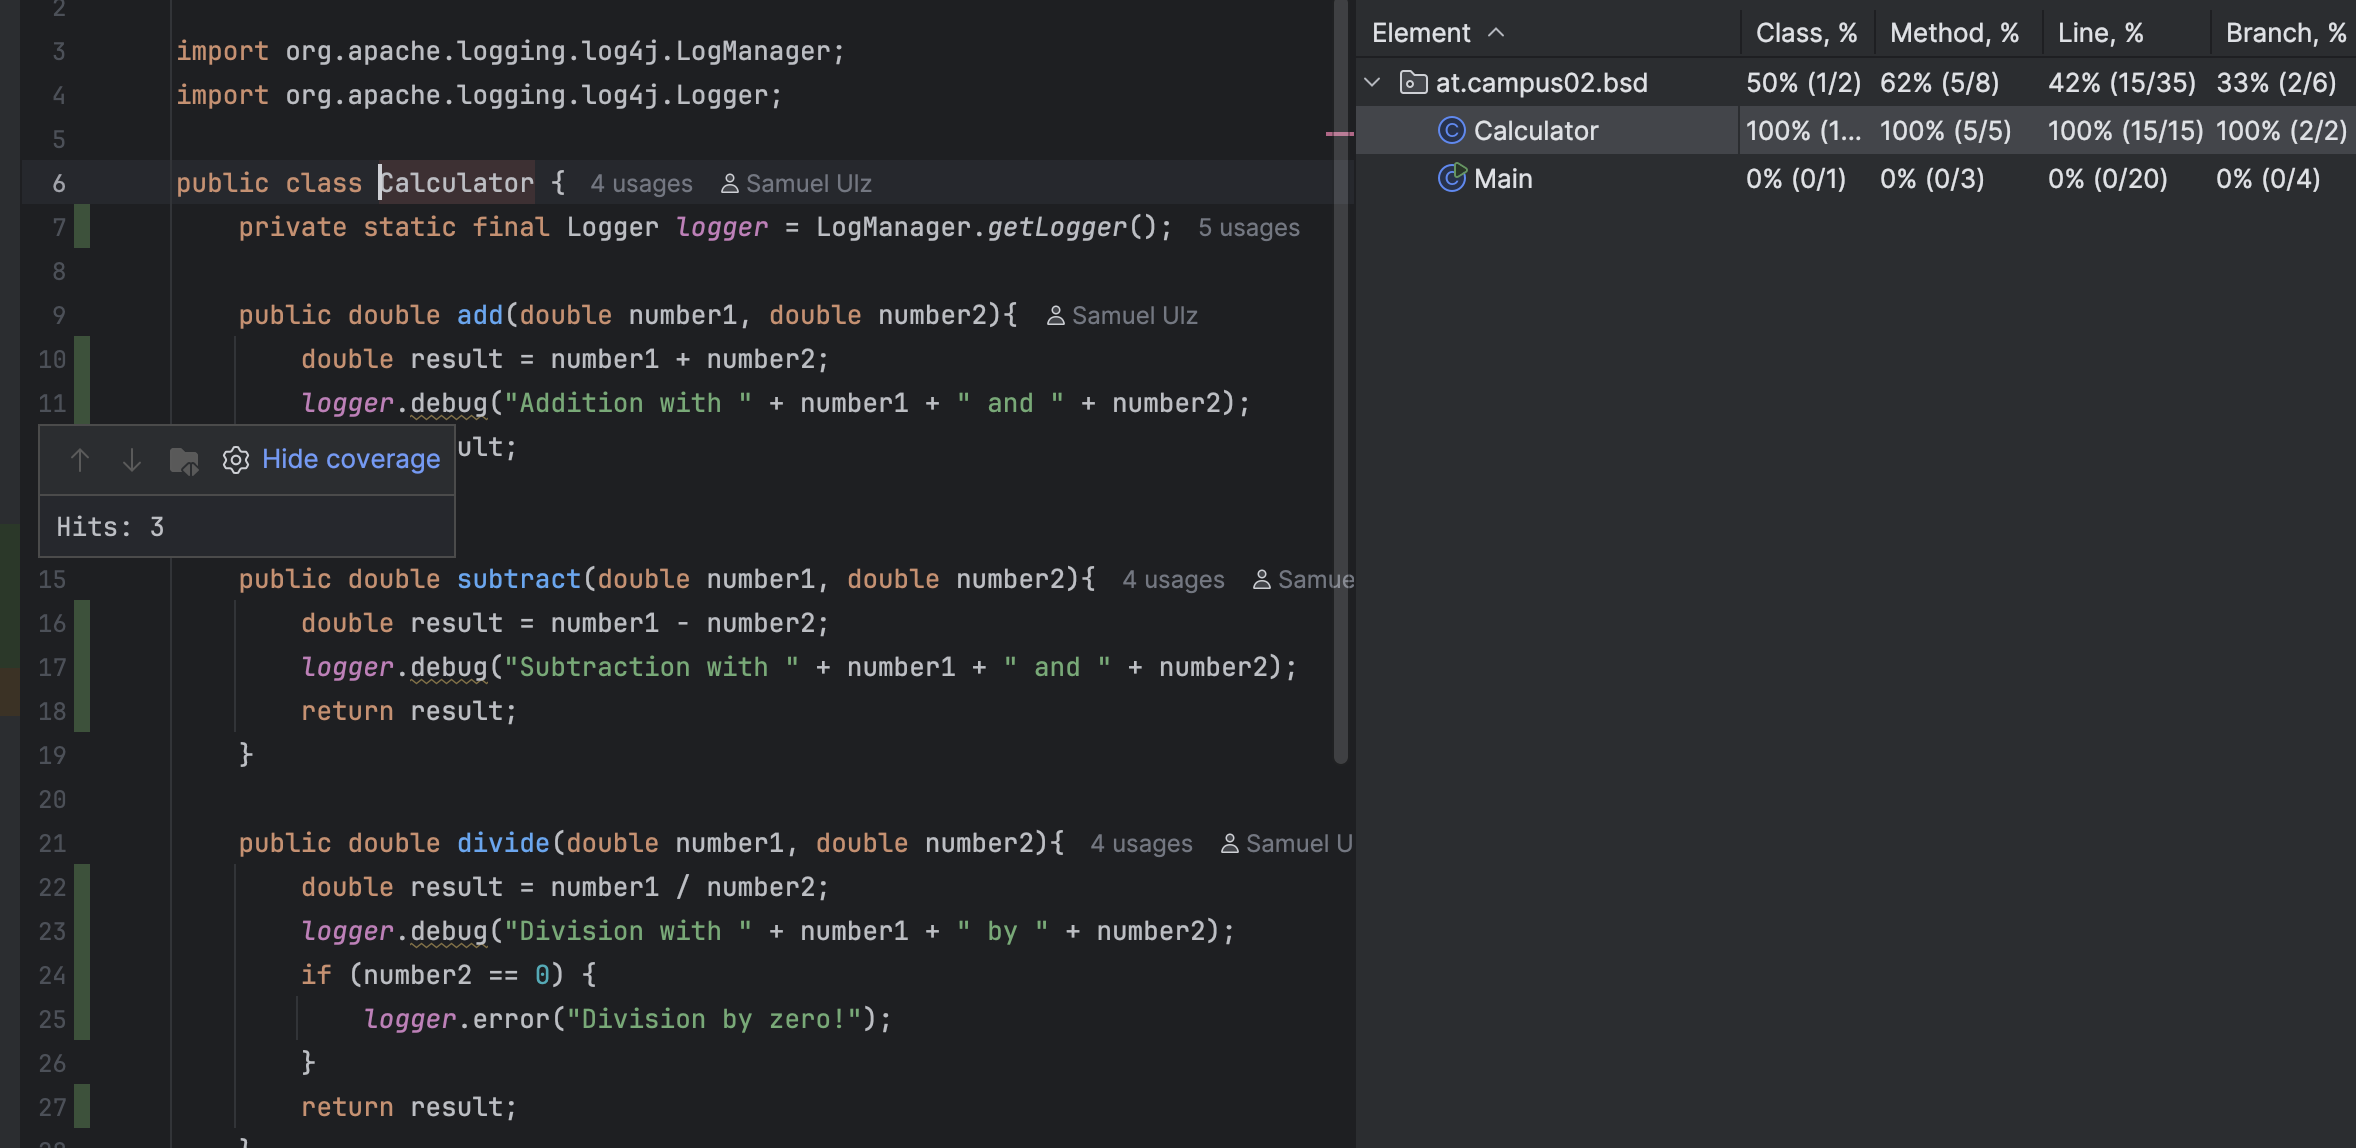 2
3 import org.apache.logging.log4j.LogManager;
4 import org.apache.logging.log4j.Logger;
5
6 public class Calculator { 4 usages Samuel Ulz
7 private static final Logger logger = LogManager.getLogger(); 5 usages
8
9 public double add(double number1, double number2){ Samuel Ulz
10 double result = number1 + number2;
11 logger.debug("Addition with " + number1 + " and " + number2);
ult;
Hide coverage
Hits: 3
15 public double subtract(double number1, double number2){ 4 usages Samue
16 double result = number1 - number2;
17 logger.debug("Subtraction with " + number1 + " and " + number2);
18 return result;
19 }
20
21 public double divide(double number1, double number2){ 4 usages Samuel U
22 double result = number1 / number2;
23 logger.debug("Division with " + number1 + " by " + number2);
24 if (number2 == 0) {
25 logger.error("Division by zero!");
26 }
27 return result;
Element Class, % Method, % Line, % Branch, %
at.campus02.bsd 50% (1/2) 62% (5/8) 42% (15/35) 33% (2/6)
Calculator 100% (1... 100% (5/5) 100% (15/15) 100% (2/2)
Main 0% (0/1) 0% (0/3) 0% (0/20) 0% (0/4)